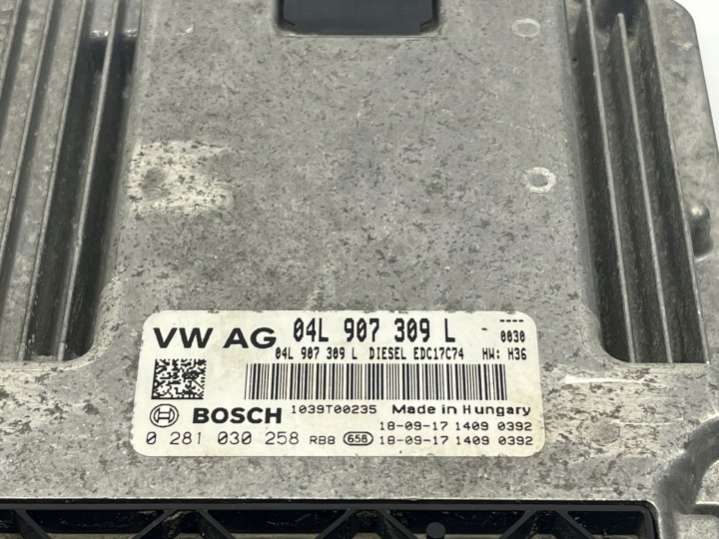 VW AG 04L 907 309 L - ----
0030
04L 907 309 L DIESEL EDC17C74 HW: H36
BOSCH 1039T00235 Made in Hungary
18-09-17 1409 0392
0 281 030 258 RB8 658 18-09-17 1409 0392